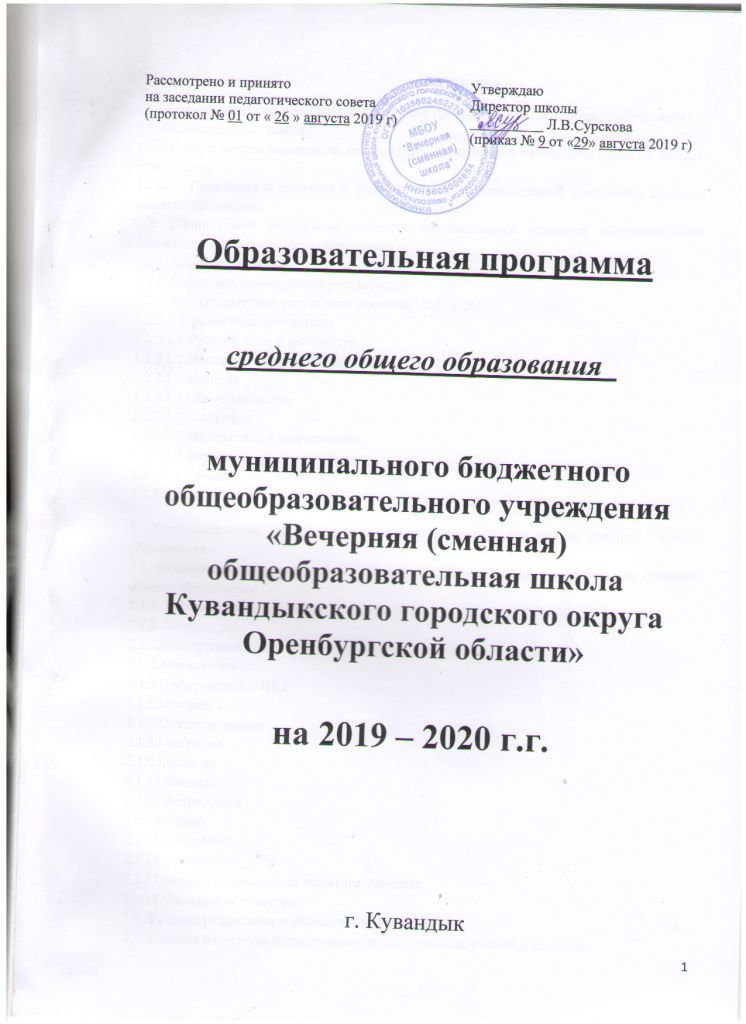 Рассмотрено и принято
на заседании педагогического совета
(протокол № 01 от « 26 » августа 2019 г)
Утверждаю
Директор школы
__________ Л.В.Сурскова
(приказ № 9 от «29» августа 2019 г)
МБОУ
"Вечерняя
(сменная)
школа"
Образовательная программа
среднего общего образования
муниципального бюджетного
общеобразовательного учреждения
«Вечерняя (сменная)
общеобразовательная школа
Кувандыкского городского округа
Оренбургской области»
на 2019 – 2020 г.г.
г. Кувандык
1